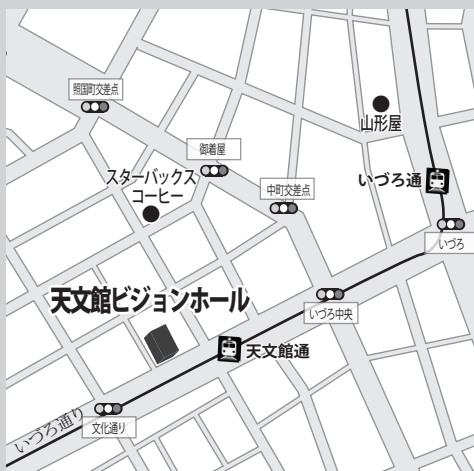 照国町交差点
山形屋
御着屋
スターバックス
コーヒー
いづろ通
中町交差点
いづろ
天文館ビジョンホール
いづろ中央
天文館通
いづろ通り
文化通り